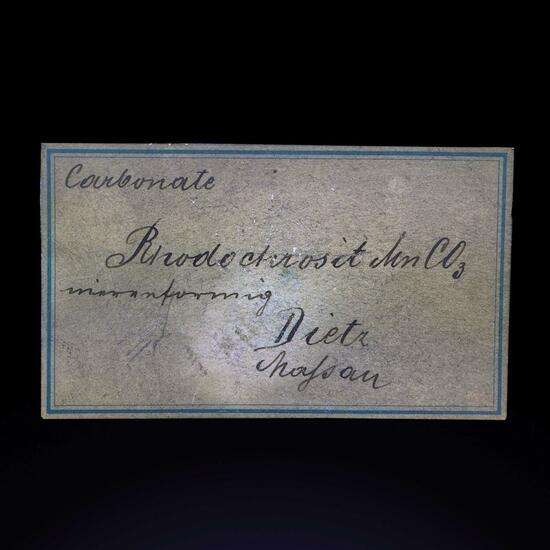 Carbonate
Rhodochrosit MnCO₃
nierenförmig
Dietz
Naſsau